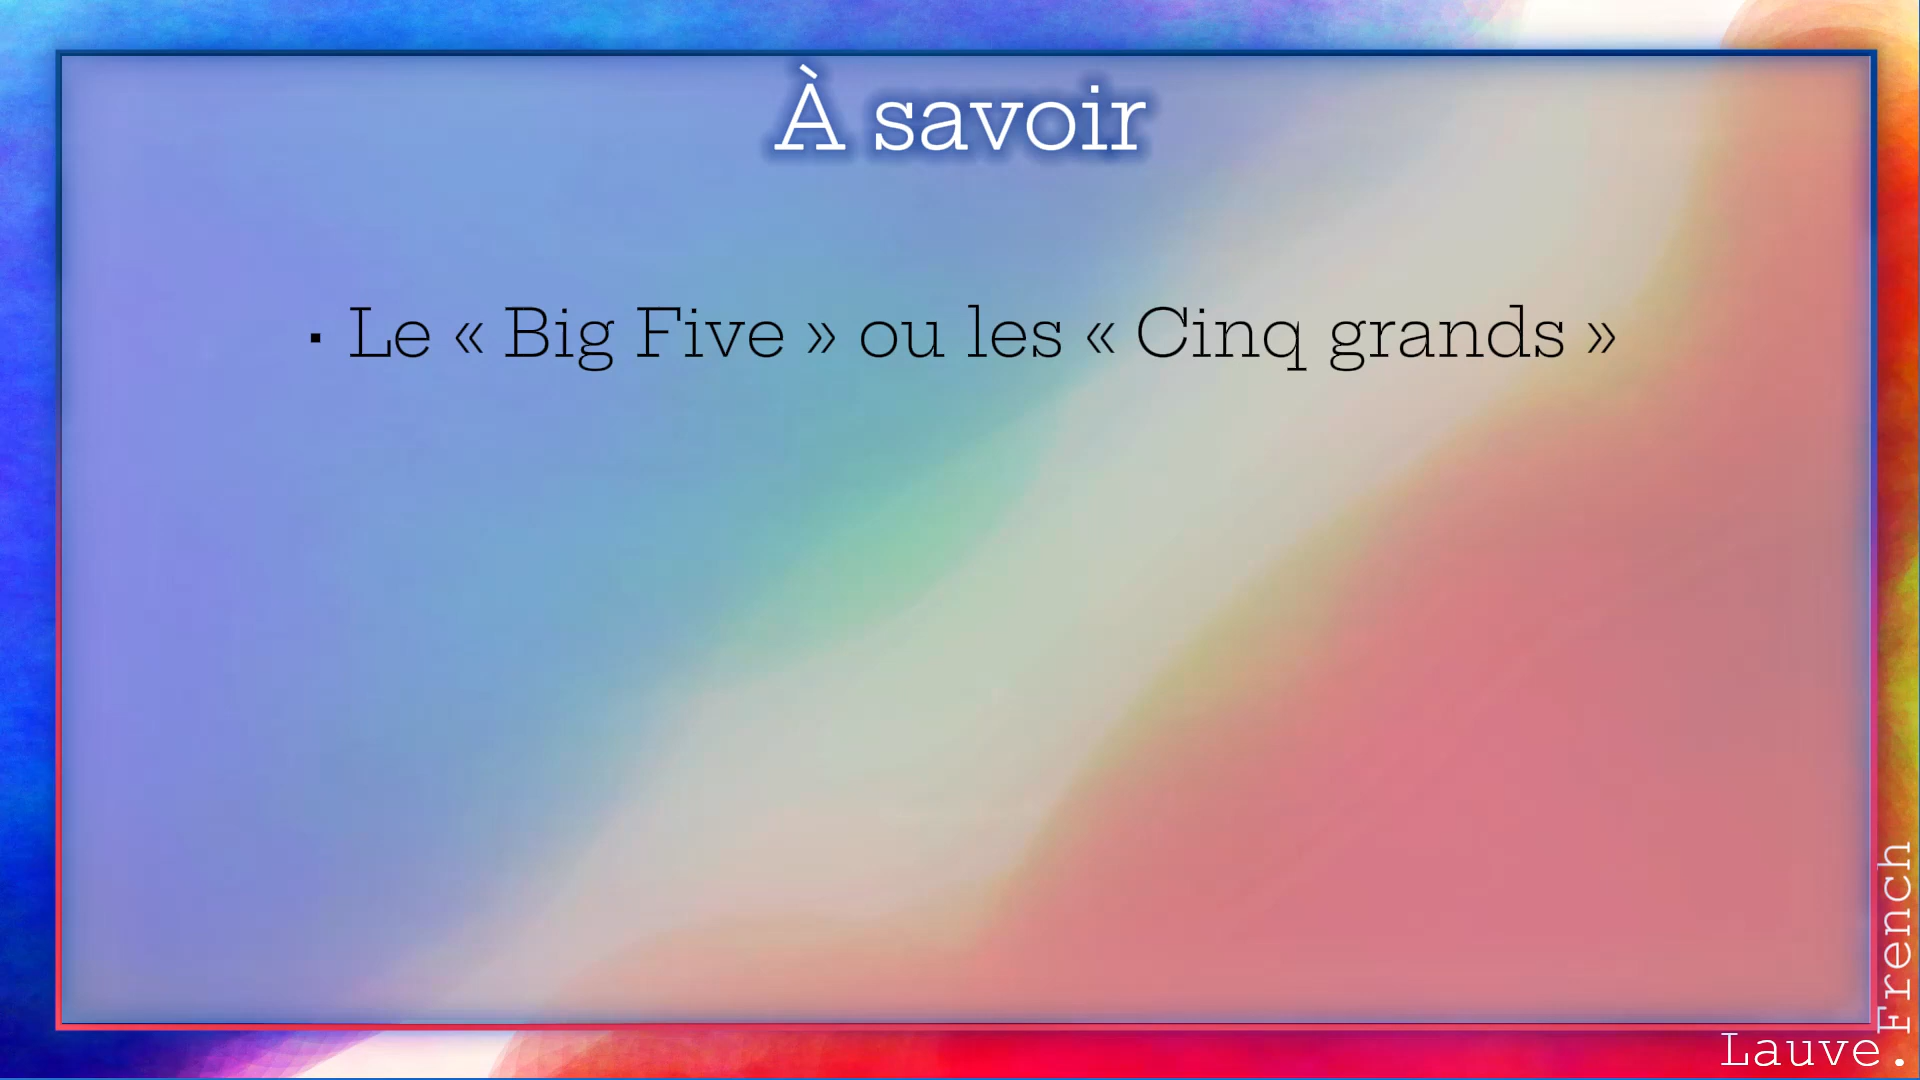 À savoir
▪ Le « Big Five » ou les « Cinq grands »
Lauve.
French